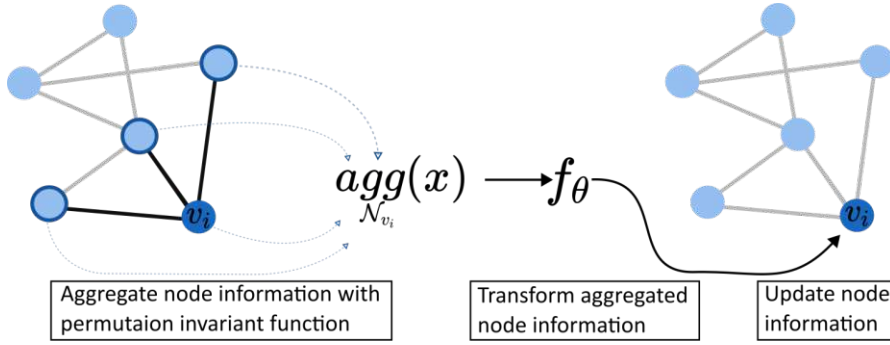 v_i
agg(x)
𝒩_{v_i}
f_θ
v_i
Aggregate node information with
permutaion invariant function
Transform aggregated
node information
Update node
information